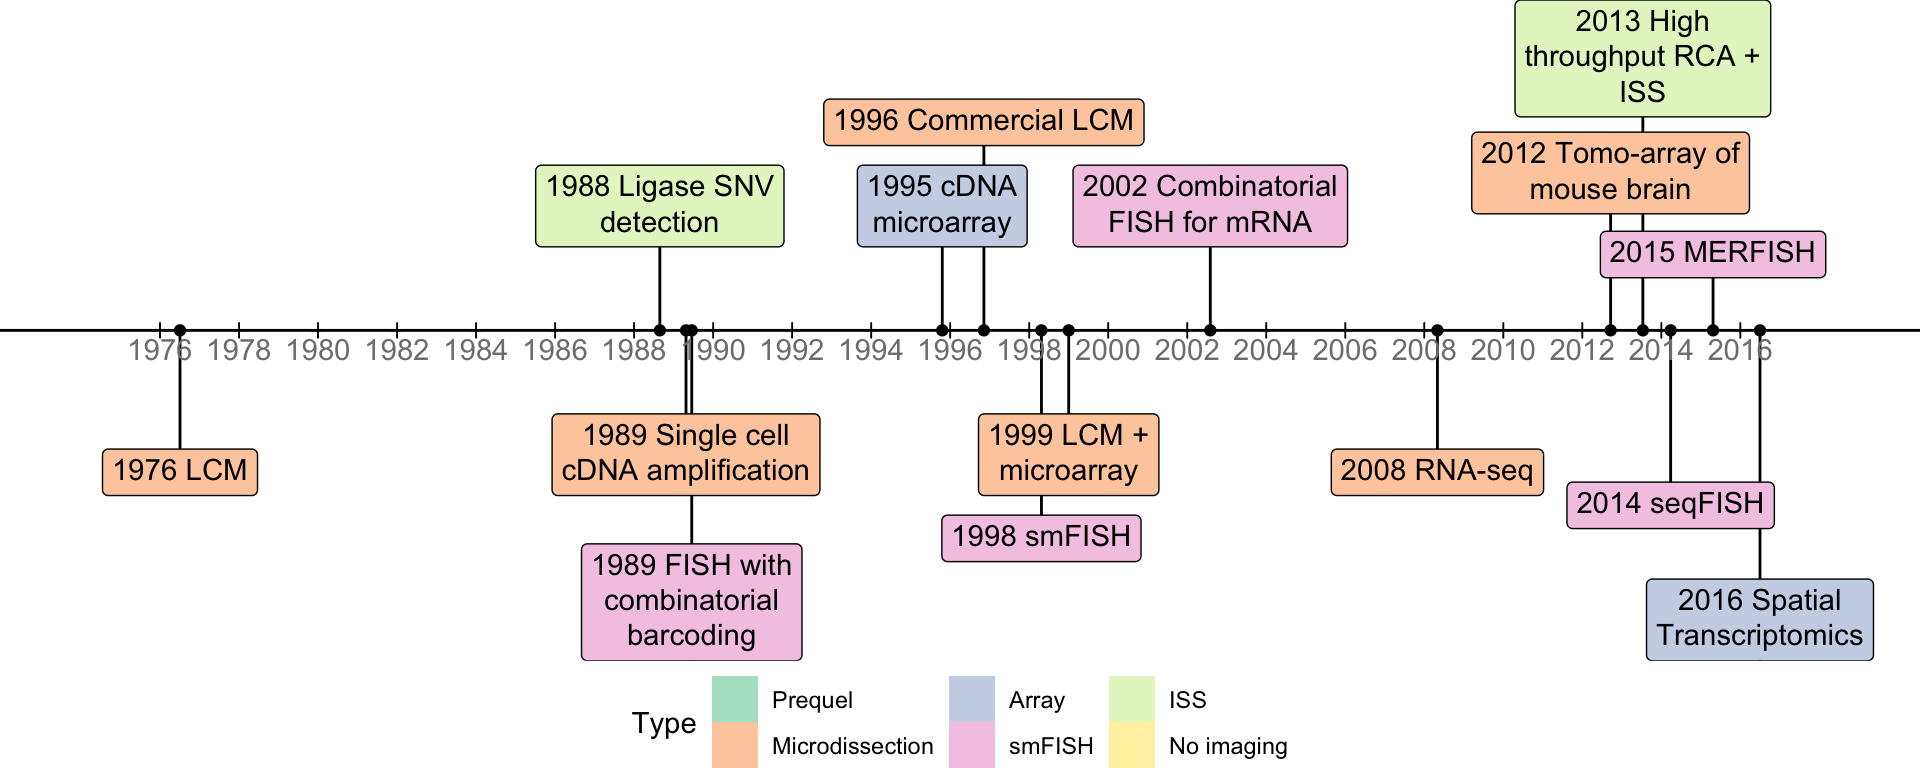 2013 High
throughput RCA +
ISS
1996 Commercial LCM
2012 Tomo-array of
mouse brain
1988 Ligase SNV
detection
1995 cDNA
microarray
2002 Combinatorial
FISH for mRNA
2015 MERFISH
1976 1978 1980 1982 1984 1986 1988 1990 1992 1994 1996 1998 2000 2002 2004 2006 2008 2010 2012 2014 2016
1976 LCM
1989 Single cell
cDNA amplification
1999 LCM +
microarray
2008 RNA-seq
2014 seqFISH
1998 smFISH
1989 FISH with
combinatorial
barcoding
2016 Spatial
Transcriptomics
Type
Prequel
Microdissection
Array
smFISH
ISS
No imaging